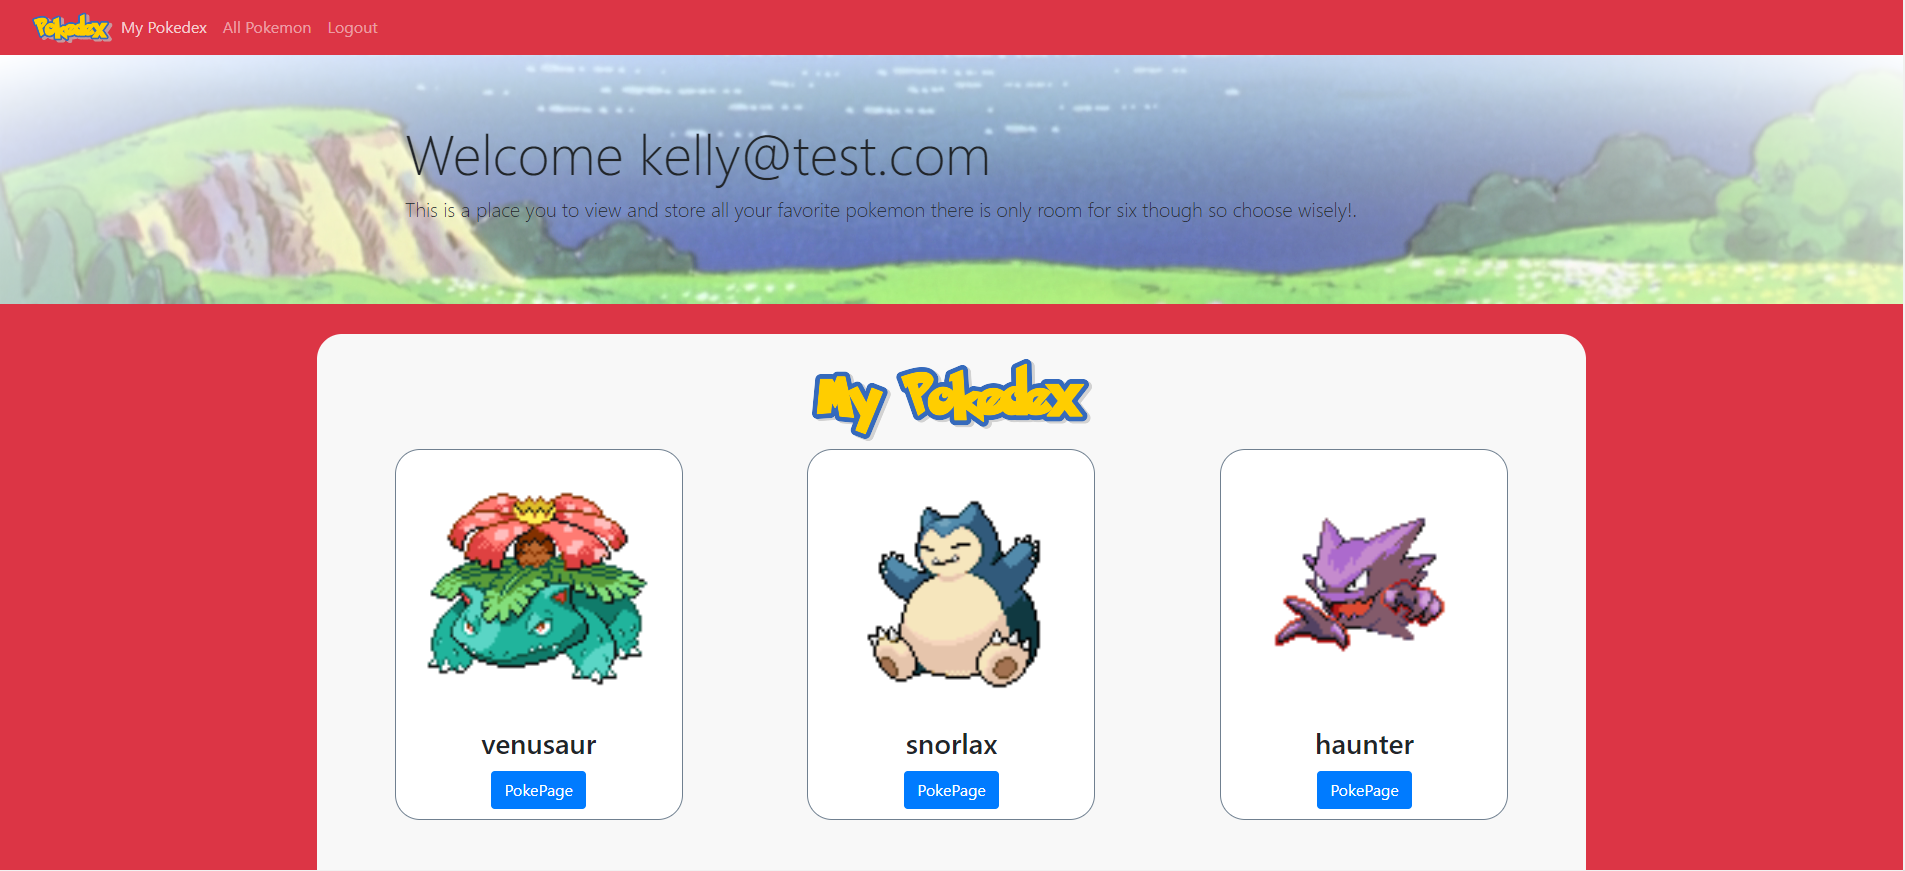 Pokedex My Pokedex All Pokemon Logout
Welcome kelly@test.com
This is a place you to view and store all your favorite pokemon there is only room for six though so choose wisely!.
My Pokedex
venusaur snorlax haunter
PokePage PokePage PokePage